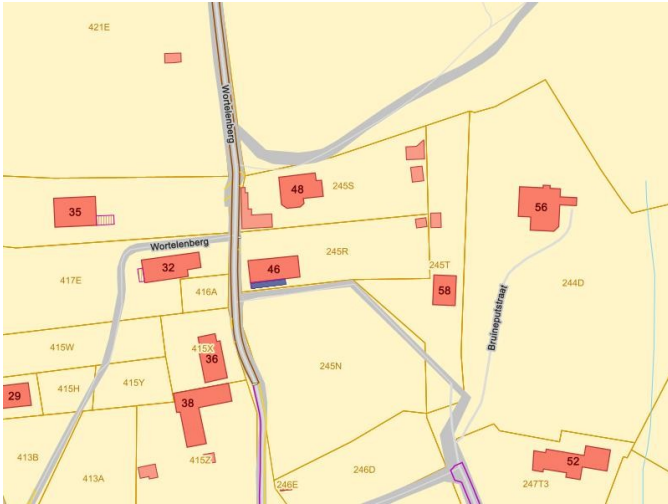 421E
Wortelenberg
48
245S
35
56
Wortelenberg
245R
32
46
245T
417E
58
244D
416A
Bruineputstraat
415W
415X
36
245N
415H
415Y
29
38
413B
415Z
52
413A
246D
246E
247T3